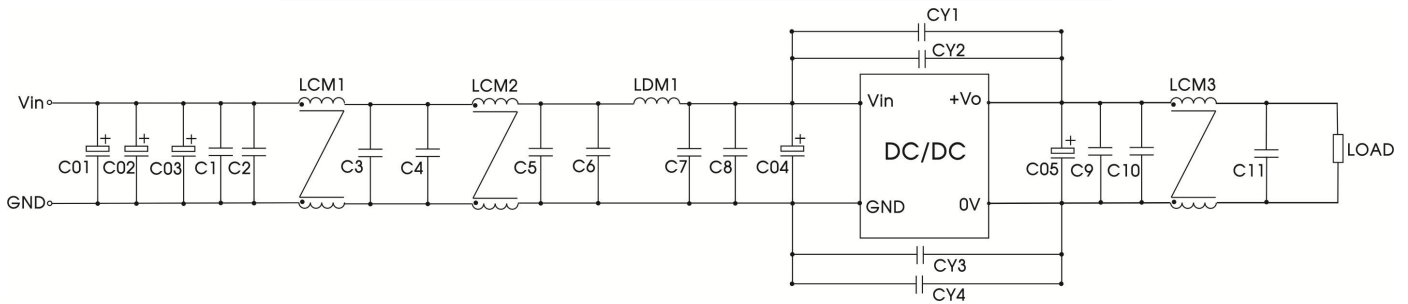 CY1
CY2
LCM1
LCM2
LDM1
LCM3
Vin
Vin
+Vo
+
+
+
+
+
C01
C02
C03
C1
C2
C3
C4
C5
C6
C7
C8
C04
DC/DC
C05
C9
C10
C11
LOAD
GND
GND
0V
CY3
CY4